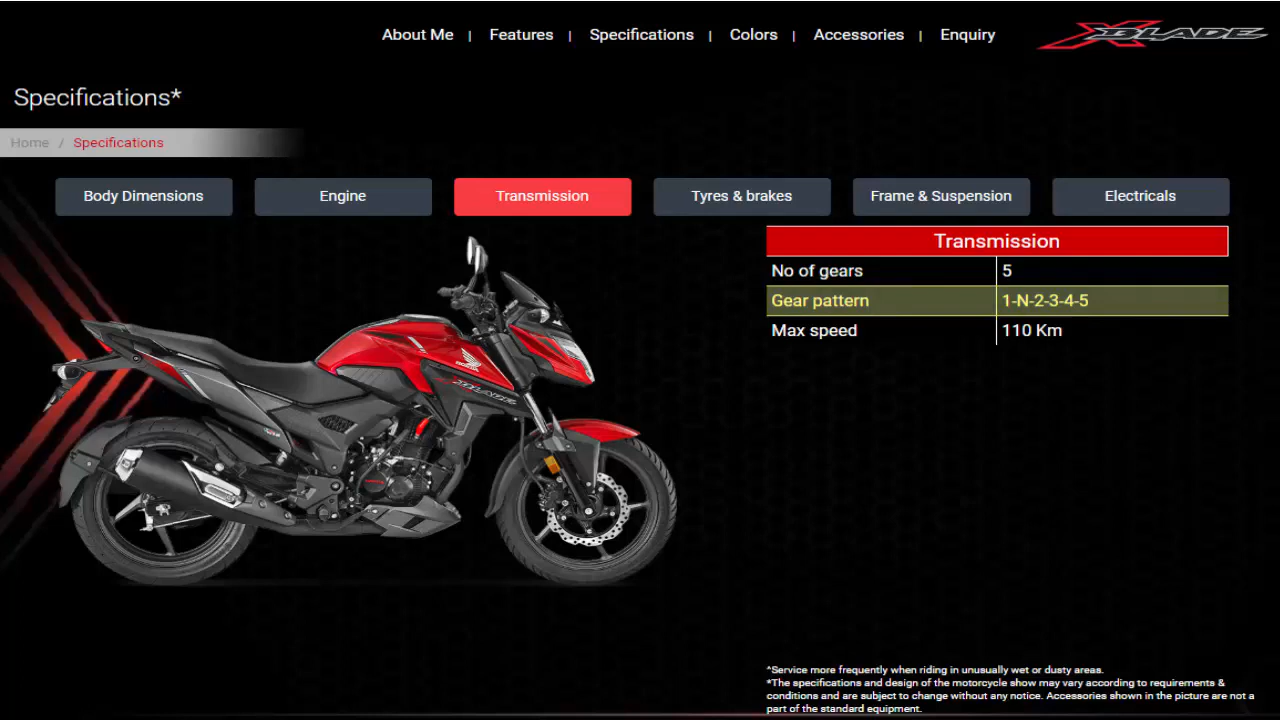 About Me | Features | Specifications | Colors | Accessories | Enquiry
X BLADE
Specifications*
Home / Specifications
Body Dimensions Engine Transmission Tyres & brakes Frame & Suspension Electricals
Transmission
No of gears 5
Gear pattern 1-N-2-3-4-5
Max speed 110 Km
HONDA
X BLADE
*Service more frequently when riding in unusually wet or dusty areas.
*The specifications and design of the motorcycle show may vary according to requirements &
conditions and are subject to change without any notice. Accessories shown in the picture are not a
part of the standard equipment.